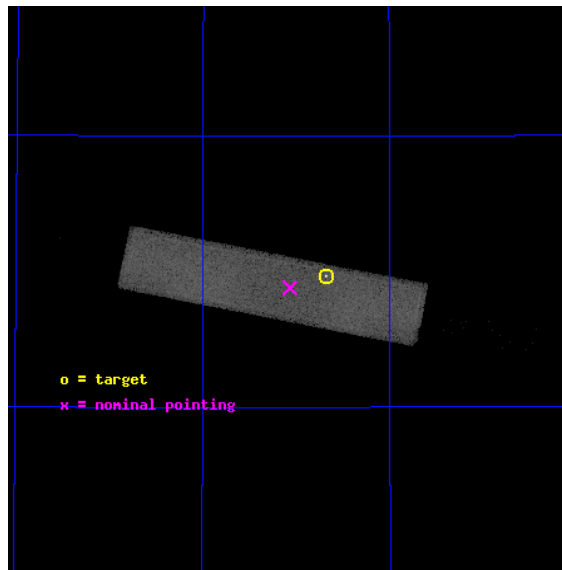 o = target
x = nominal pointing